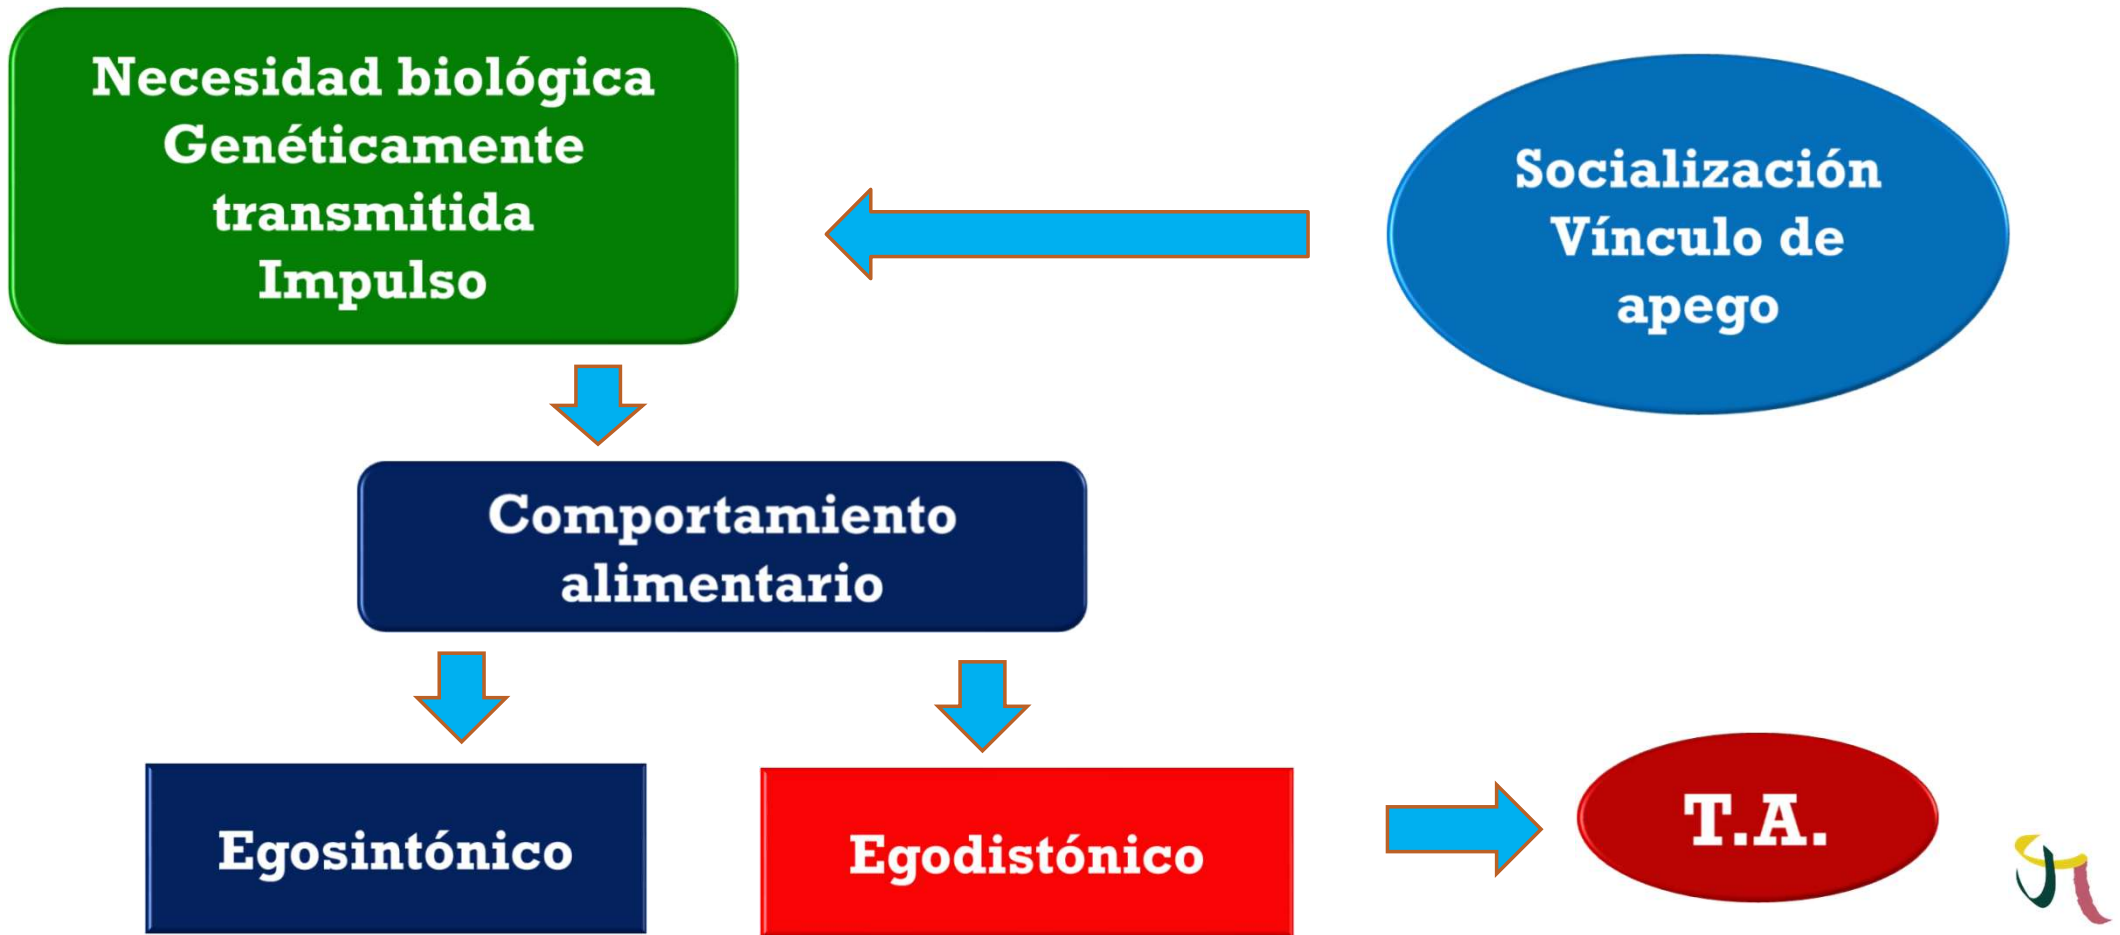 Necesidad biológica
Genéticamente
transmitida
Impulso
Socialización
Vínculo de
apego
Comportamiento
alimentario
Egosintónico
Egodistónico
T.A.